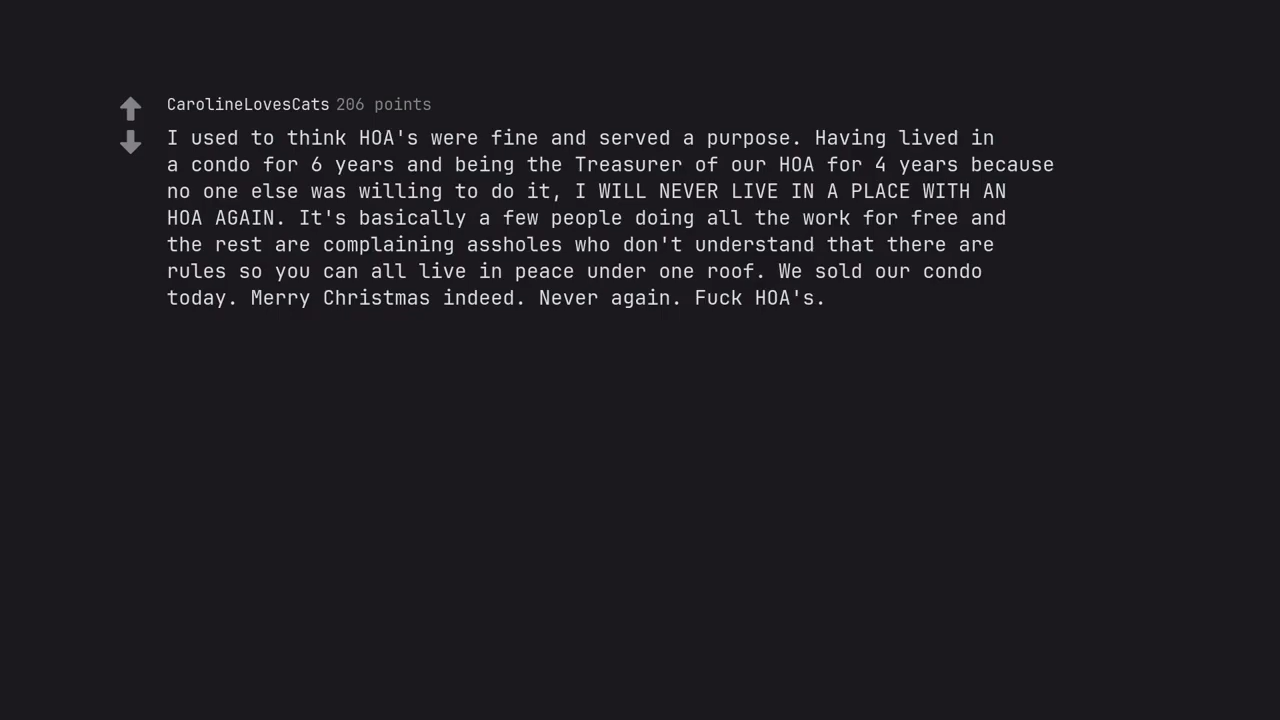 CarolineLovesCats 206 points
I used to think HOA's were fine and served a purpose. Having lived in
a condo for 6 years and being the Treasurer of our HOA for 4 years because
no one else was willing to do it, I WILL NEVER LIVE IN A PLACE WITH AN
HOA AGAIN. It's basically a few people doing all the work for free and
the rest are complaining assholes who don't understand that there are
rules so you can all live in peace under one roof. We sold our condo
today. Merry Christmas indeed. Never again. Fuck HOA's.